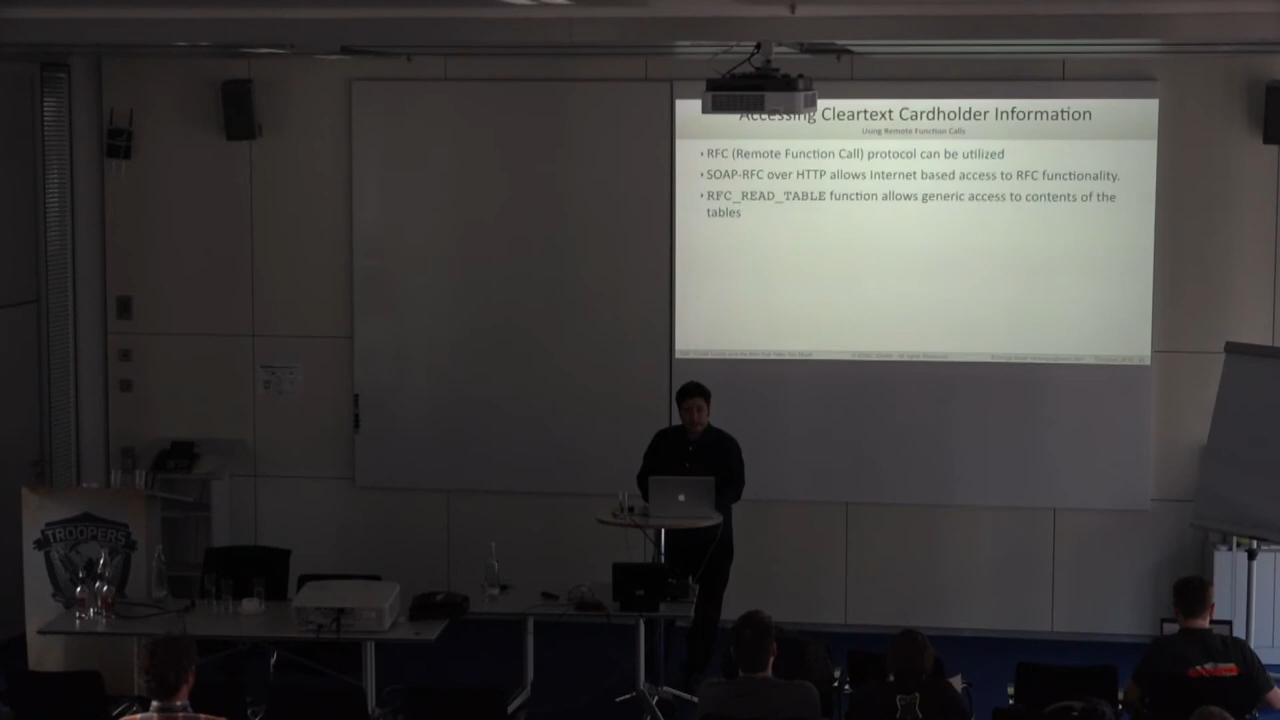 Accessing Cleartext Cardholder Information
Using Remote Function Calls
RFC (Remote Function Call) protocol can be utilized
SOAP-RFC over HTTP allows Internet based access to RFC functionality.
RFC_READ_TABLE function allows generic access to contents of the
tables
TROOPERS